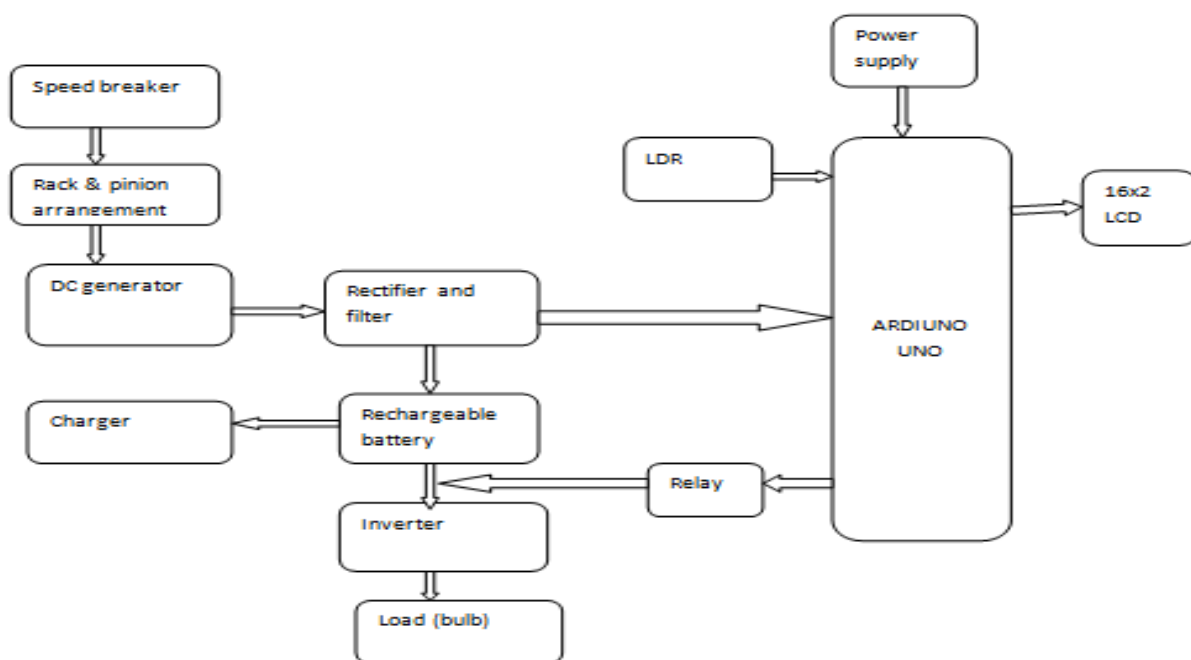 Power
supply
Speed breaker
LDR
Rack & pinion
arrangement
16x2
LCD
DC generator
Rectifier and
filter
ARDIUNO
UNO
Charger
Rechargeable
battery
Relay
Inverter
Load (bulb)